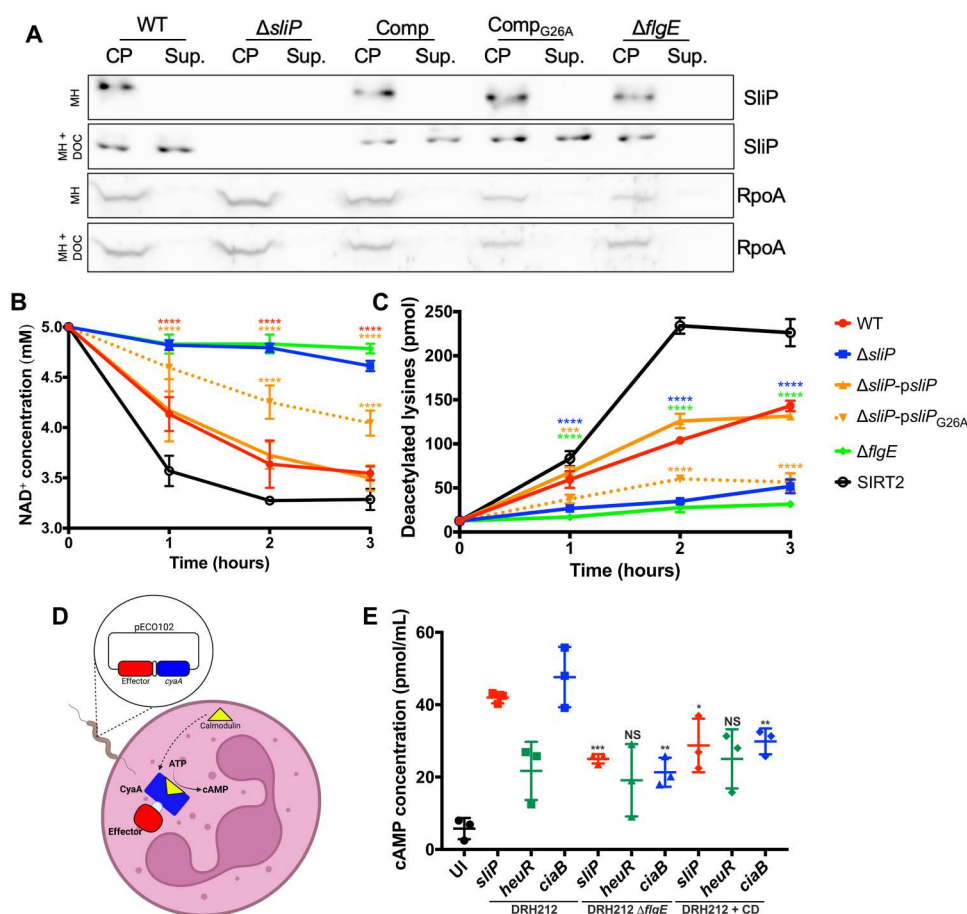 A
WT ΔsliP Comp Comp_G26A ΔflgE
CP Sup. CP Sup. CP Sup. CP Sup. CP Sup.
MH SliP
MH + DOC SliP
MH RpoA
MH + DOC RpoA
B
NAD+ concentration (mM)
5.0
4.5
4.0
3.5
3.0
**** **** ****
**** **** ****
****
****
0 1 2 3
Time (hours)
C
Deacetylated lysines (pmol)
250
200
150
100
50
0
**** **** ****
*** **** ****
****
**** ****
0 1 2 3
Time (hours)
WT
ΔsliP
ΔsliP-psliP
ΔsliP-psliP_G26A
ΔflgE
SIRT2
D
pECO102
Effector cyaA
Calmodulin
ATP
CyaA
cAMP
Effector
E
cAMP concentration (pmol/mL)
60
40
20
0
*** NS ** * NS **
UI sliP heuR ciaB sliP heuR ciaB sliP heuR ciaB
DRH212 DRH212 ΔflgE DRH212 + CD